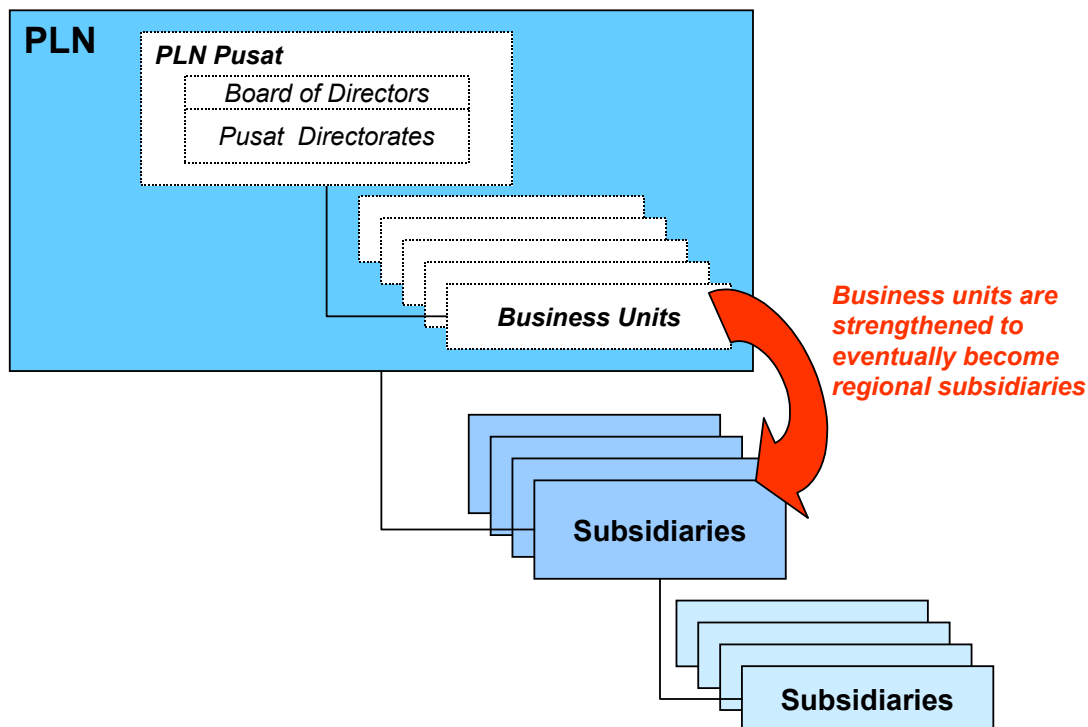 PLN
PLN Pusat
Board of Directors
Pusat Directorates
Business Units
Business units are
strengthened to
eventually become
regional subsidiaries
Subsidiaries
Subsidiaries